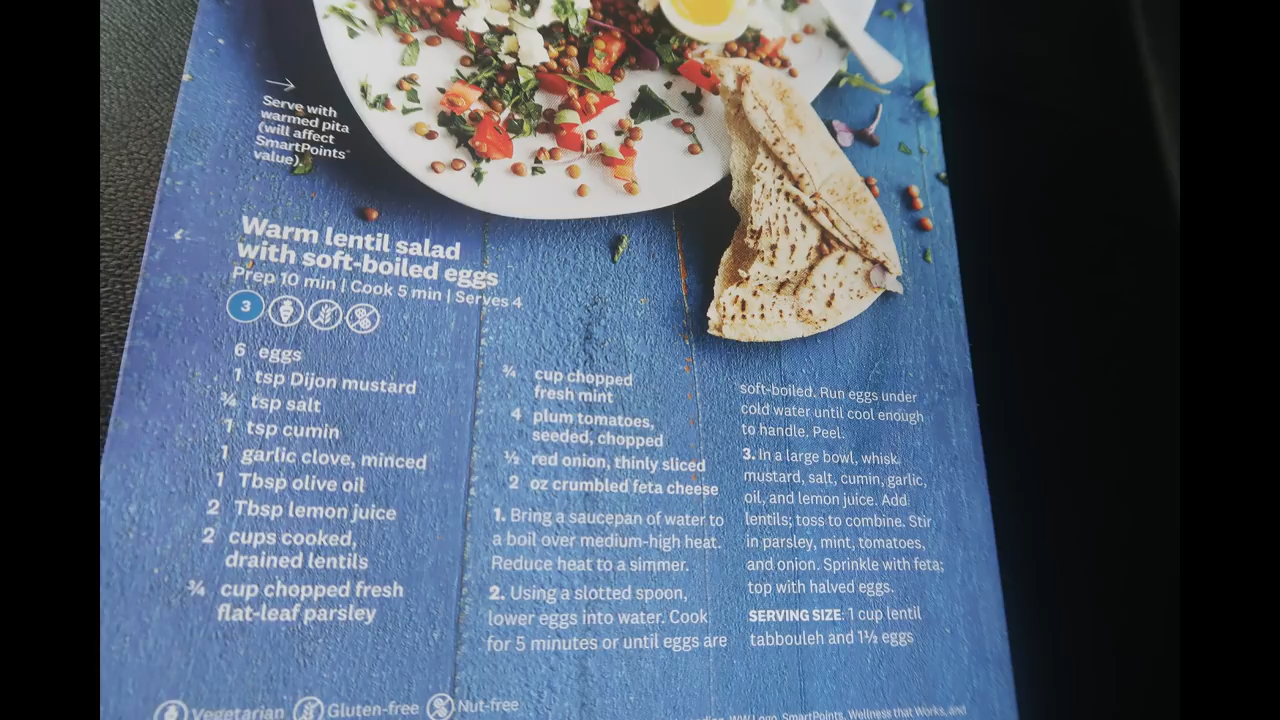 Serve with
warmed pita
(will affect
SmartPoints®
value).
Warm lentil salad
with soft-boiled eggs
Prep 10 min | Cook 5 min | Serves 4
3
6 eggs
1 tsp Dijon mustard
¾ tsp salt
1 tsp cumin
1 garlic clove, minced
1 Tbsp olive oil
2 Tbsp lemon juice
2 cups cooked,
drained lentils
¾ cup chopped fresh
flat-leaf parsley
¾ cup chopped
fresh mint
4 plum tomatoes,
seeded, chopped
½ red onion, thinly sliced
2 oz crumbled feta cheese
1. Bring a saucepan of water to
a boil over medium-high heat.
Reduce heat to a simmer.
2. Using a slotted spoon,
lower eggs into water. Cook
for 5 minutes or until eggs are
soft-boiled. Run eggs under
cold water until cool enough
to handle. Peel.
3. In a large bowl, whisk
mustard, salt, cumin, garlic,
oil, and lemon juice. Add
lentils; toss to combine. Stir
in parsley, mint, tomatoes,
and onion. Sprinkle with feta;
top with halved eggs.
SERVING SIZE: 1 cup lentil
tabbouleh and 1½ eggs
Vegetarian Gluten-free Nut-free
WW Logo, SmartPoints, Wellness that Works, and